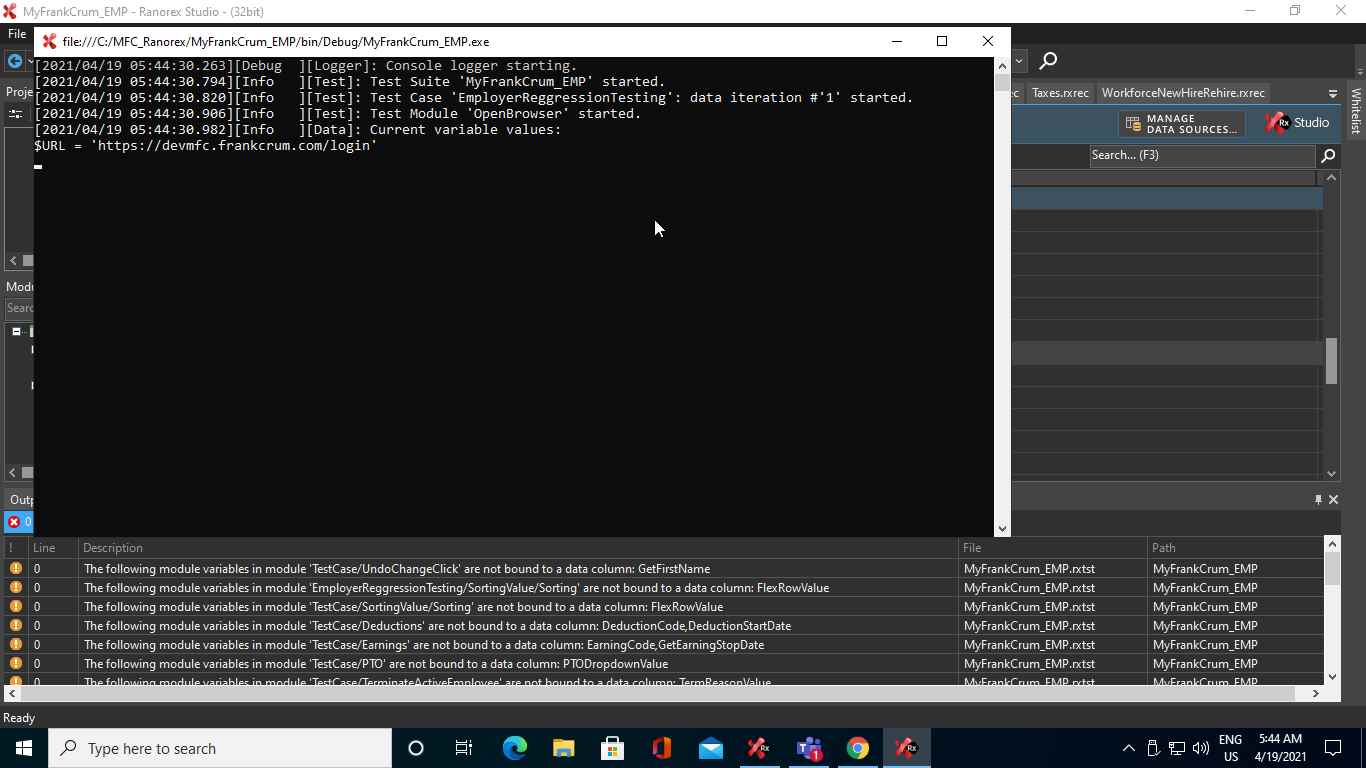 MyFrankCrum_EMP - Ranorex Studio - (32bit)
File
file:///C:/MFC_Ranorex/MyFrankCrum_EMP/bin/Debug/MyFrankCrum_EMP.exe
[2021/04/19 05:44:30.263][Debug  ][Logger]: Console logger starting.
[2021/04/19 05:44:30.794][Info   ][Test]: Test Suite 'MyFrankCrum_EMP' started.
[2021/04/19 05:44:30.820][Info   ][Test]: Test Case 'EmployerReggressionTesting': data iteration #'1' started.
[2021/04/19 05:44:30.906][Info   ][Test]: Test Module 'OpenBrowser' started.
[2021/04/19 05:44:30.982][Info   ][Data]: Current variable values:
$URL = 'https://devmfc.frankcrum.com/login'
Proje
ec Taxes.rxrec WorkforceNewHireRehire.rxrec
Whitelist
MANAGE
DATA SOURCES...
Rx Studio
Search... (F3)
Modu
Searc
Outp
0
! Line Description File Path
0 The following module variables in module 'TestCase/UndoChangeClick' are not bound to a data column: GetFirstName MyFrankCrum_EMP.rxtst MyFrankCrum_EMP
0 The following module variables in module 'EmployerReggressionTesting/SortingValue/Sorting' are not bound to a data column: FlexRowValue MyFrankCrum_EMP.rxtst MyFrankCrum_EMP
0 The following module variables in module 'TestCase/SortingValue/Sorting' are not bound to a data column: FlexRowValue MyFrankCrum_EMP.rxtst MyFrankCrum_EMP
0 The following module variables in module 'TestCase/Deductions' are not bound to a data column: DeductionCode,DeductionStartDate MyFrankCrum_EMP.rxtst MyFrankCrum_EMP
0 The following module variables in module 'TestCase/Earnings' are not bound to a data column: EarningCode,GetEarningStopDate MyFrankCrum_EMP.rxtst MyFrankCrum_EMP
0 The following module variables in module 'TestCase/PTO' are not bound to a data column: PTODropdownValue MyFrankCrum_EMP.rxtst MyFrankCrum_EMP
0 The following module variables in module 'TestCase/TerminateActiveEmployee' are not bound to a data column: TermReasonValue MyFrankCrum_EMP.rxtst MyFrankCrum_EMP
Ready
Type here to search
Rx
1
Rx
ENG
US
5:44 AM
4/19/2021